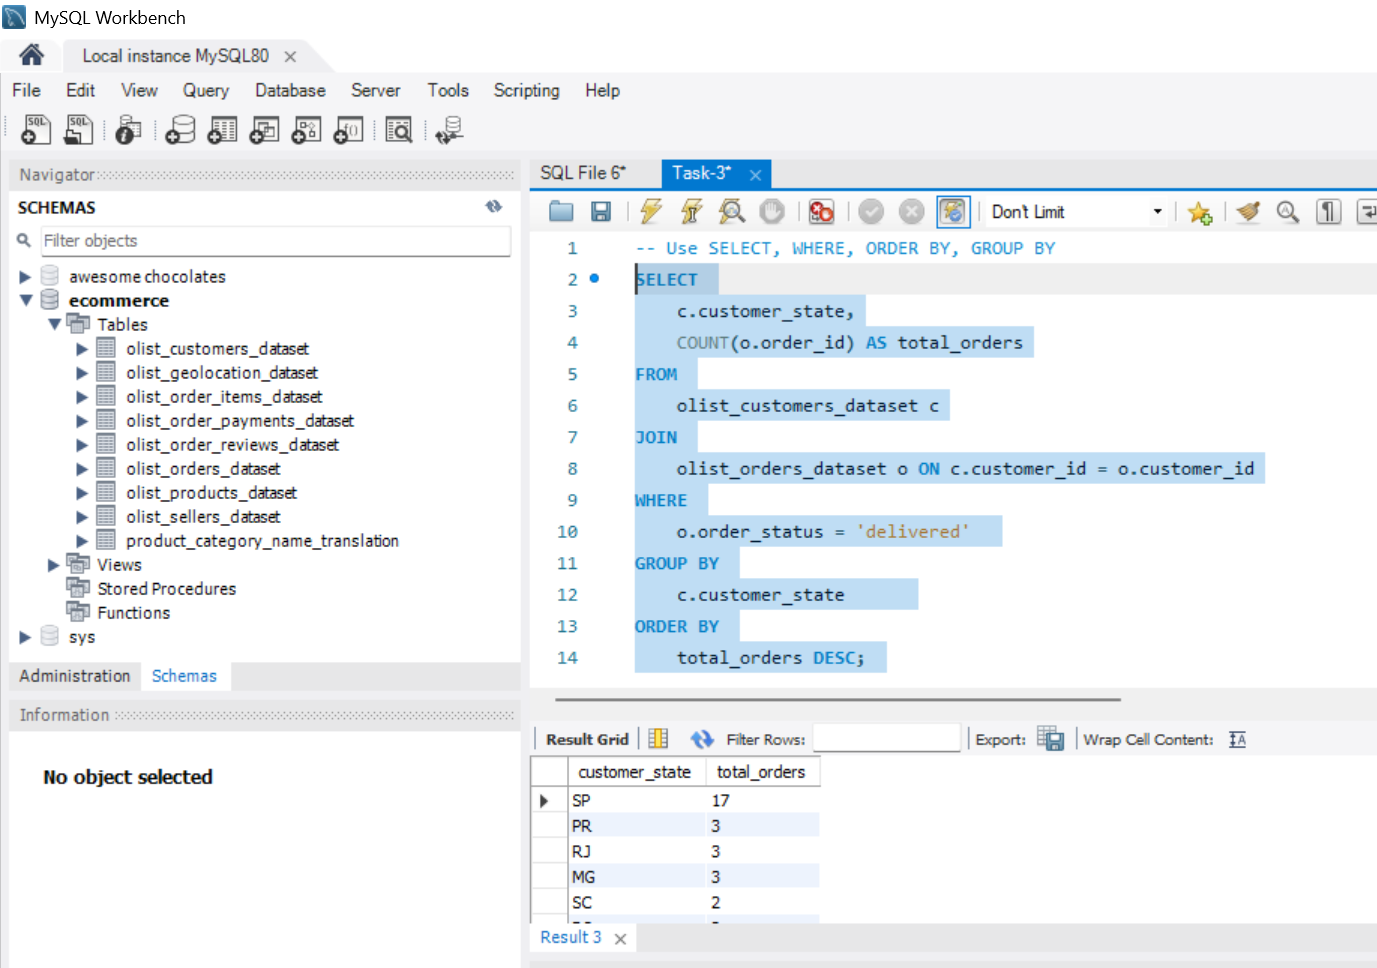 MySQL Workbench
Local instance MySQL80
File Edit View Query Database Server Tools Scripting Help
SQL SQL
Navigator
SCHEMAS
Filter objects
awesome chocolates
ecommerce
Tables
olist_customers_dataset
olist_geolocation_dataset
olist_order_items_dataset
olist_order_payments_dataset
olist_order_reviews_dataset
olist_orders_dataset
olist_products_dataset
olist_sellers_dataset
product_category_name_translation
Views
Stored Procedures
Functions
sys
Administration Schemas
Information
No object selected
SQL File 6* Task-3*
Don't Limit
1 -- Use SELECT, WHERE, ORDER BY, GROUP BY
2 SELECT
3 c.customer_state,
4 COUNT(o.order_id) AS total_orders
5 FROM
6 olist_customers_dataset c
7 JOIN
8 olist_orders_dataset o ON c.customer_id = o.customer_id
9 WHERE
10 o.order_status = 'delivered'
11 GROUP BY
12 c.customer_state
13 ORDER BY
14 total_orders DESC;
Result Grid Filter Rows: Export: Wrap Cell Content:
customer_state total_orders
SP 17
PR 3
RJ 3
MG 3
SC 2
Result 3